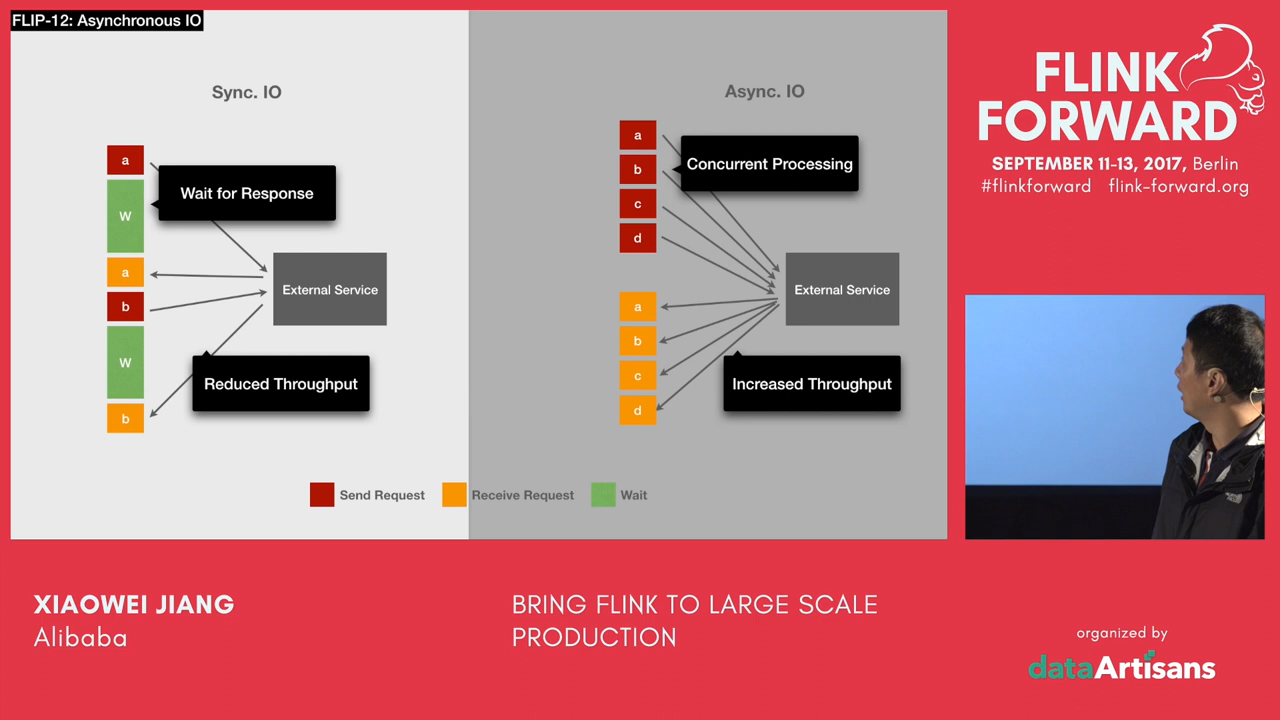 FLIP-12: Asynchronous IO
Sync. IO
a
Wait for Response
W
a
External Service
b
W
Reduced Throughput
b
Async. IO
a
Concurrent Processing
b
c
d
External Service
a
b
c
Increased Throughput
d
Send Request
Receive Request
Wait
FLINK
FORWARD
SEPTEMBER 11-13, 2017, Berlin
#flinkforward flink-forward.org
XIAOWEI JIANG
Alibaba
BRING FLINK TO LARGE SCALE
PRODUCTION
organized by
dataArtisans